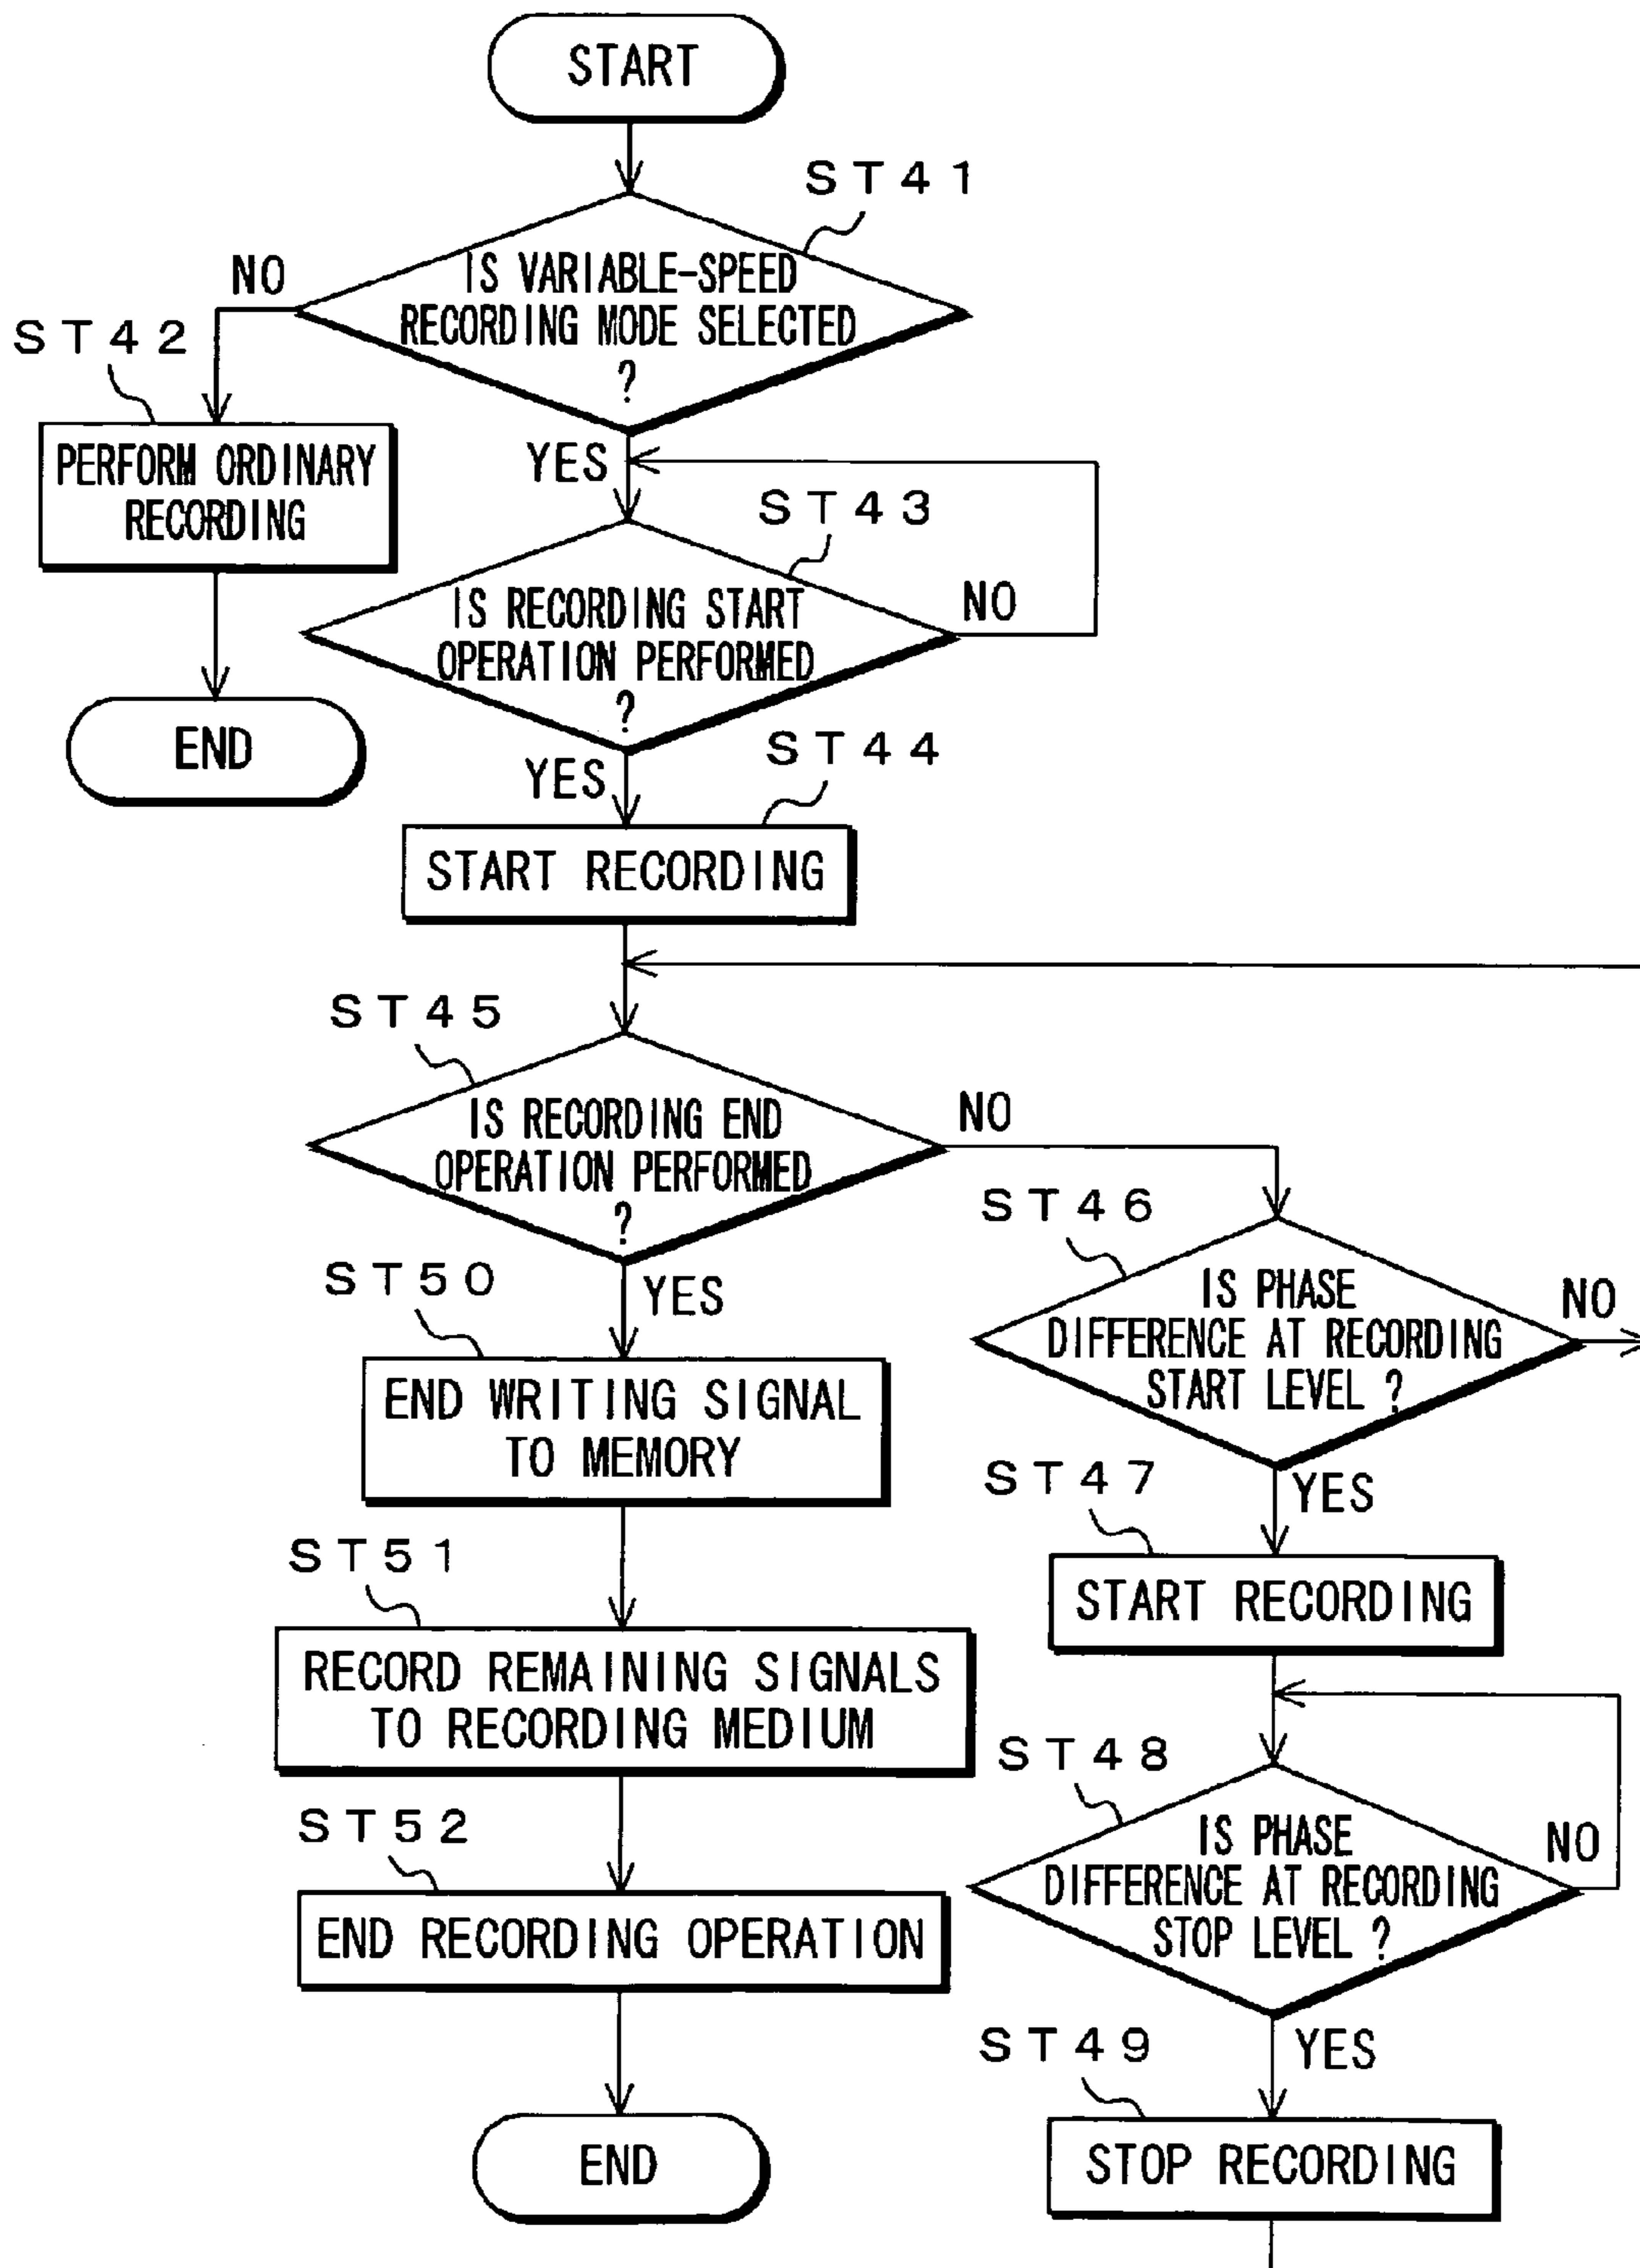 START
ST41
IS VARIABLE-SPEED
RECORDING MODE SELECTED
?
NO
ST42
PERFORM ORDINARY
RECORDING
END
YES
ST43
IS RECORDING START
OPERATION PERFORMED
?
NO
YES
ST44
START RECORDING
ST45
IS RECORDING END
OPERATION PERFORMED
?
NO
YES
ST46
IS PHASE
DIFFERENCE AT RECORDING
START LEVEL ?
NO
YES
ST47
START RECORDING
ST48
IS PHASE
DIFFERENCE AT RECORDING
STOP LEVEL ?
NO
YES
ST49
STOP RECORDING
ST50
END WRITING SIGNAL
TO MEMORY
ST51
RECORD REMAINING SIGNALS
TO RECORDING MEDIUM
ST52
END RECORDING OPERATION
END